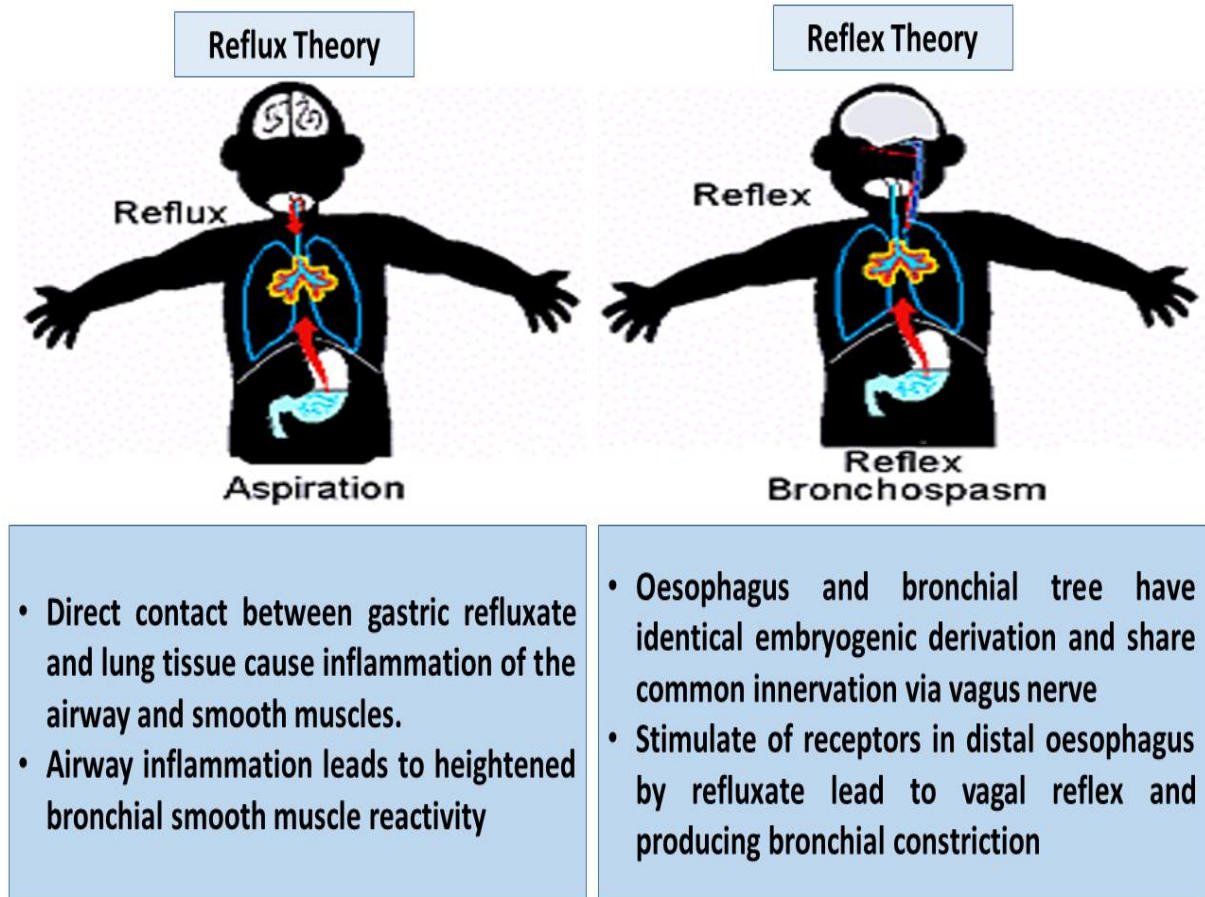 Reflux Theory
Reflux
Aspiration
• Direct contact between gastric refluxate
and lung tissue cause inflammation of the
airway and smooth muscles.
• Airway inflammation leads to heightened
bronchial smooth muscle reactivity
Reflex Theory
Reflex
Reflex
Bronchospasm
• Oesophagus and bronchial tree have
identical embryogenic derivation and share
common innervation via vagus nerve
• Stimulate of receptors in distal oesophagus
by refluxate lead to vagal reflex and
producing bronchial constriction